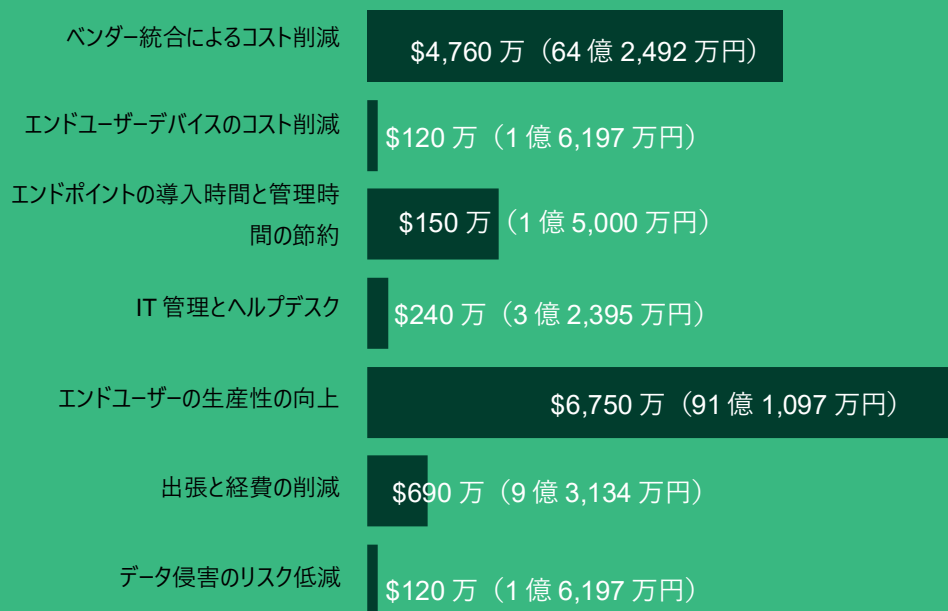 ベンダー統合によるコスト削減
$4,760 万（64 億 2,492 万円）
エンドユーザーデバイスのコスト削減
$120 万（1 億 6,197 万円）
エンドポイントの導入時間と管理時
間の節約
$150 万（1 億 5,000 万円）
IT 管理とヘルプデスク
$240 万（3 億 2,395 万円）
エンドユーザーの生産性の向上
$6,750 万（91 億 1,097 万円）
出張と経費の削減
$690 万（9 億 3,134 万円）
データ侵害のリスク低減
$120 万（1 億 6,197 万円）